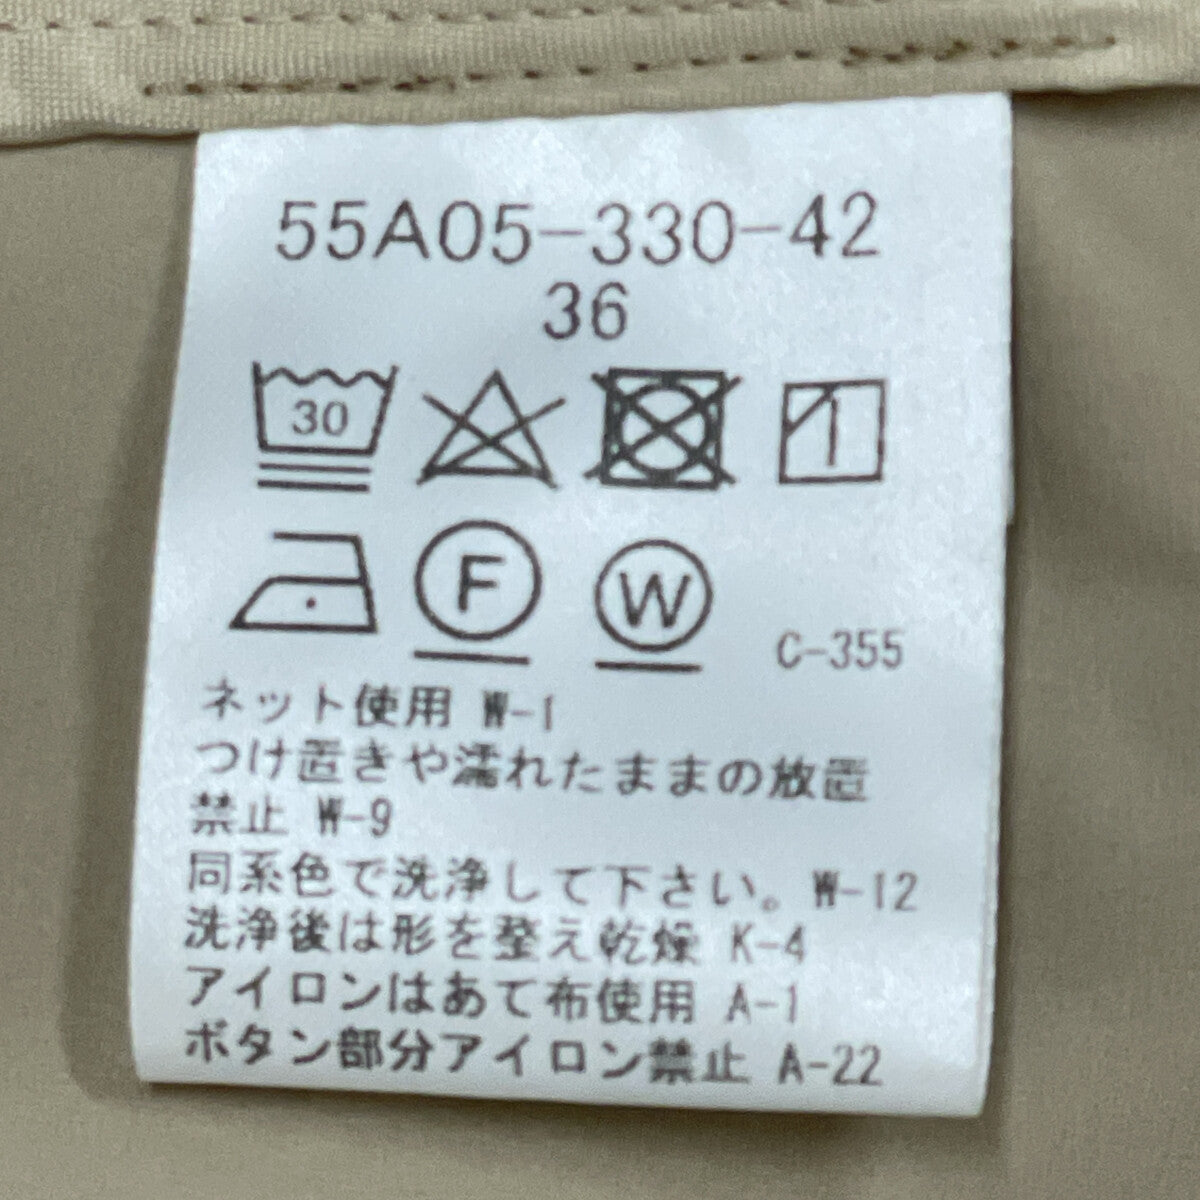 55A05-330-42
36
30
1
F
W
C-355
ネット使用 W-1
つけ置きや濡れたままの放置
禁止 W-9
同系色で洗浄して下さい。W-12
洗浄後は形を整え乾燥 K-4
アイロンはあて布使用 A-1
ボタン部分アイロン禁止 A-22